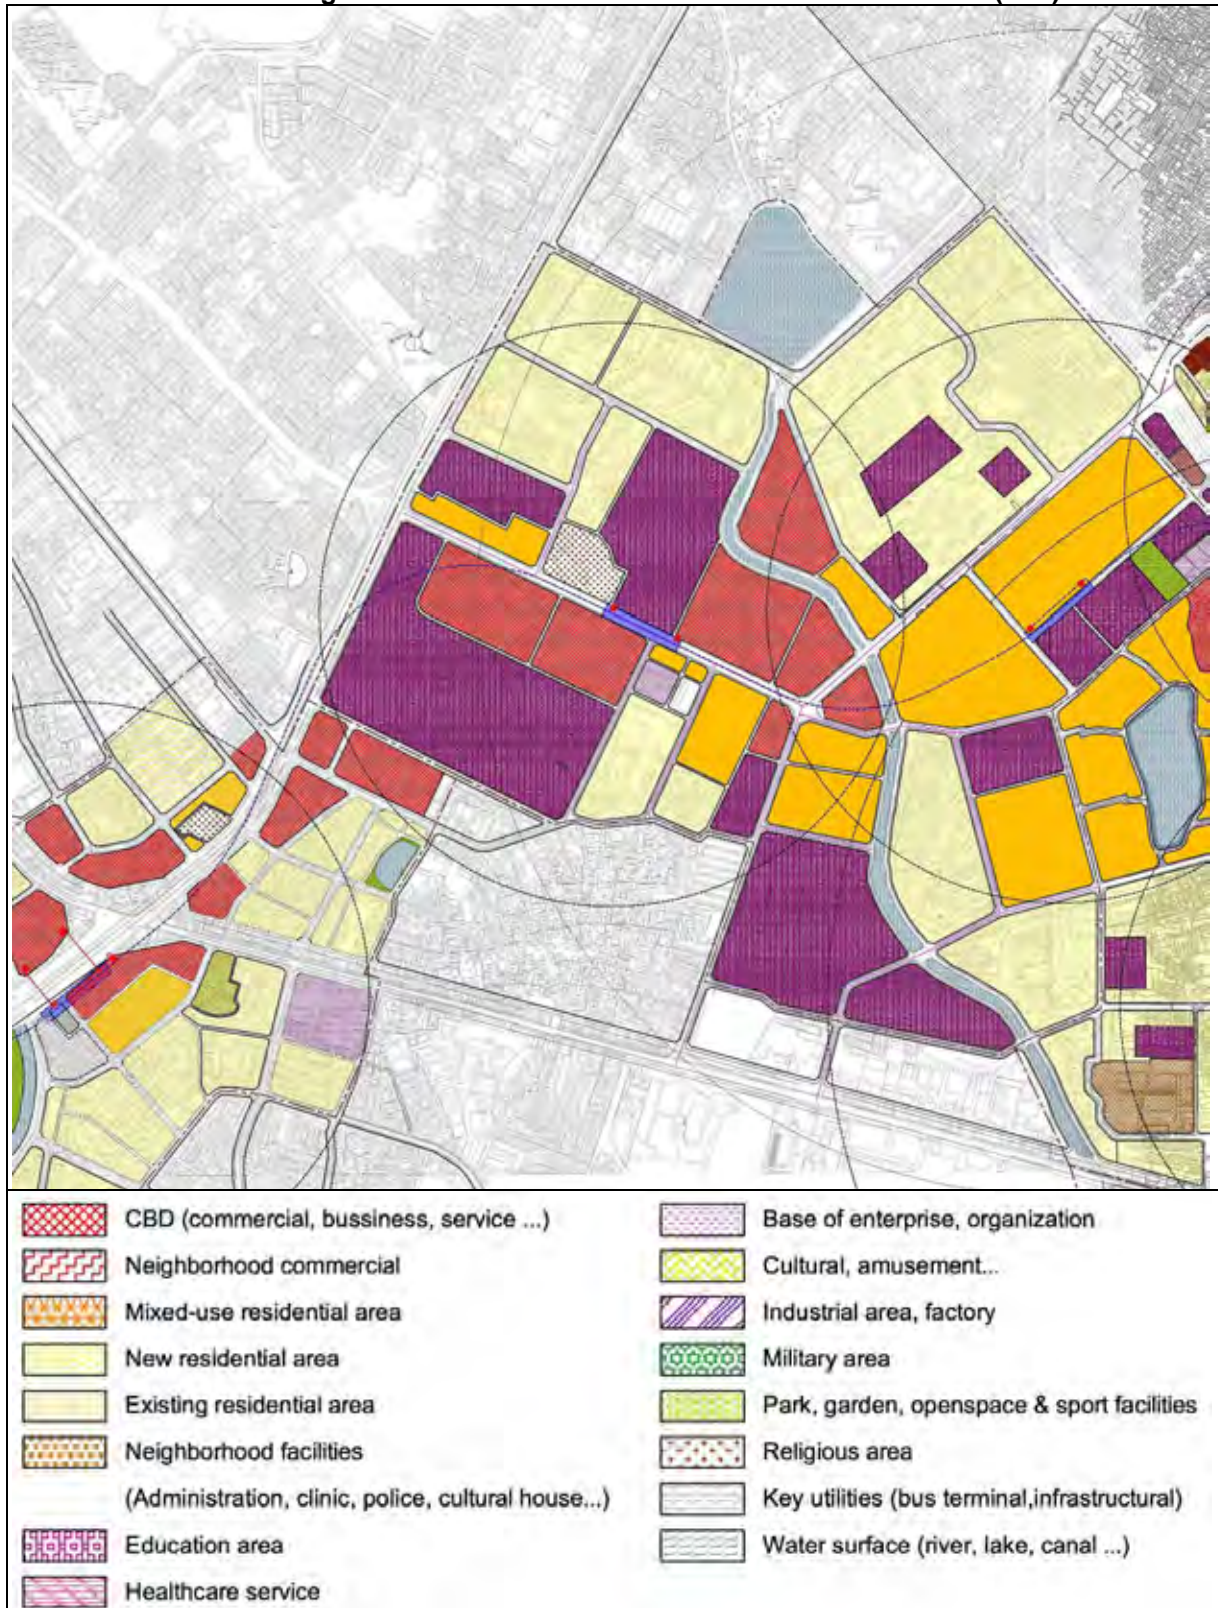 CBD (commercial, bussiness, service ...)
Neighborhood commercial
Mixed-use residential area
New residential area
Existing residential area
Neighborhood facilities
(Administration, clinic, police, cultural house...)
Education area
Healthcare service
Base of enterprise, organization
Cultural, amusement...
Industrial area, factory
Military area
Park, garden, openspace & sport facilities
Religious area
Key utilities (bus terminal,infrastructural)
Water surface (river, lake, canal ...)